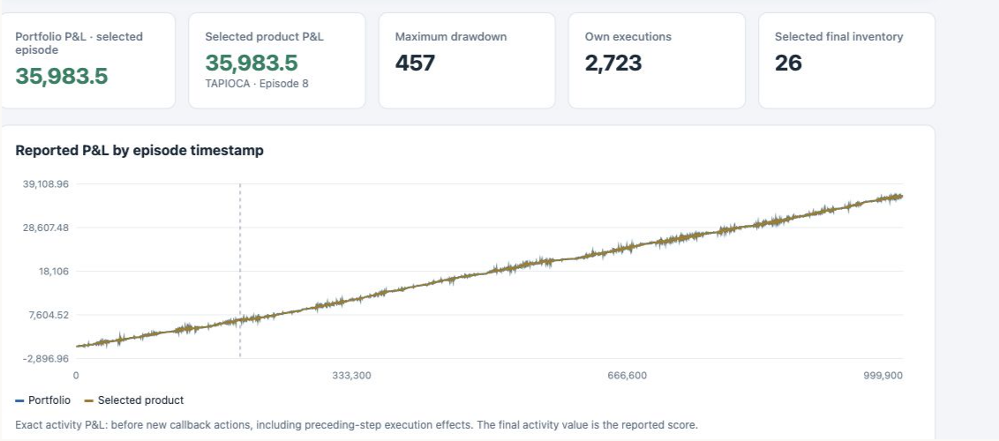 Portfolio P&L · selected
episode
35,983.5
Selected product P&L
35,983.5
TAPIOCA · Episode 8
Maximum drawdown
457
Own executions
2,723
Selected final inventory
26
Reported P&L by episode timestamp
39,108.96
28,607.48
18,106
7,604.52
-2,896.96
0
333,300
666,600
999,900
Portfolio
Selected product
Exact activity P&L: before new callback actions, including preceding-step execution effects. The final activity value is the reported score.